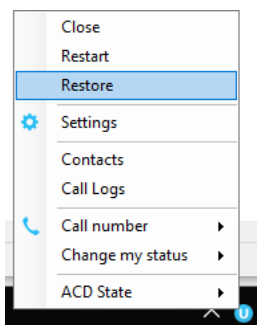 Close
Restart
Restore
Settings
Contacts
Call Logs
Call number
Change my status
ACD State
U